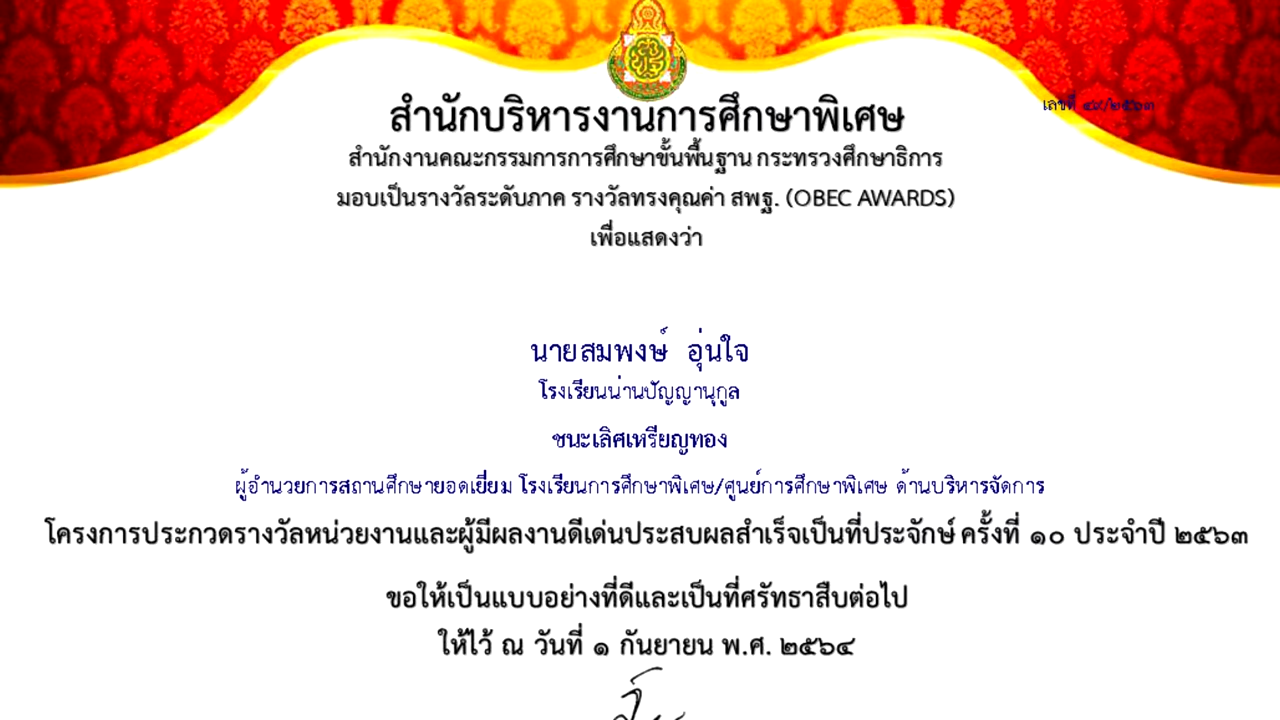 สำนักบริหารงานการศึกษาพิเศษ
เลขที่ ๔๙/๒๕๖๓
สำนักงานคณะกรรมการการศึกษาขั้นพื้นฐาน กระทรวงศึกษาธิการ
มอบเป็นรางวัลระดับภาค รางวัลทรงคุณค่า สพฐ. (OBEC AWARDS)
เพื่อแสดงว่า
นายสมพงษ์ อุ่นใจ
โรงเรียนน่านปัญญานุกูล
ชนะเลิศเหรียญทอง
ผู้อำนวยการสถานศึกษายอดเยี่ยม โรงเรียนการศึกษาพิเศษ/ศูนย์การศึกษาพิเศษ ด้านบริหารจัดการ
โครงการประกวดรางวัลหน่วยงานและผู้มีผลงานดีเด่นประสบผลสำเร็จเป็นที่ประจักษ์ ครั้งที่ ๑๐ ประจำปี ๒๕๖๓
ขอให้เป็นแบบอย่างที่ดีและเป็นที่ศรัทธาสืบต่อไป
ให้ไว้ ณ วันที่ ๑ กันยายน พ.ศ. ๒๕๖๔